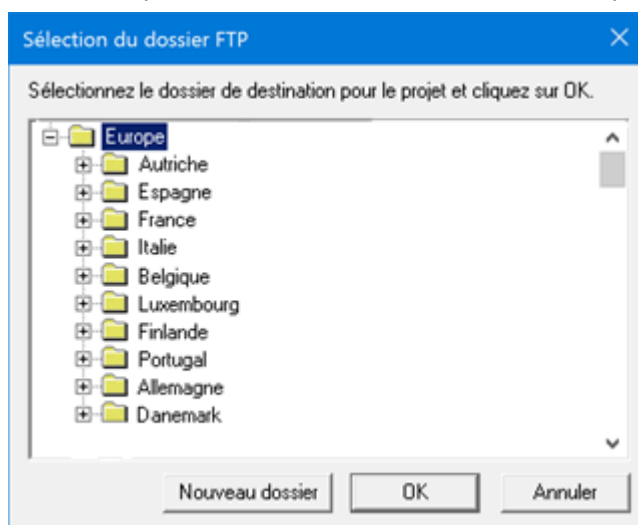 Sélection du dossier FTP
Sélectionnez le dossier de destination pour le projet et cliquez sur OK.
Europe
Autriche
Espagne
France
Italie
Belgique
Luxembourg
Finlande
Portugal
Allemagne
Danemark
Nouveau dossier OK Annuler